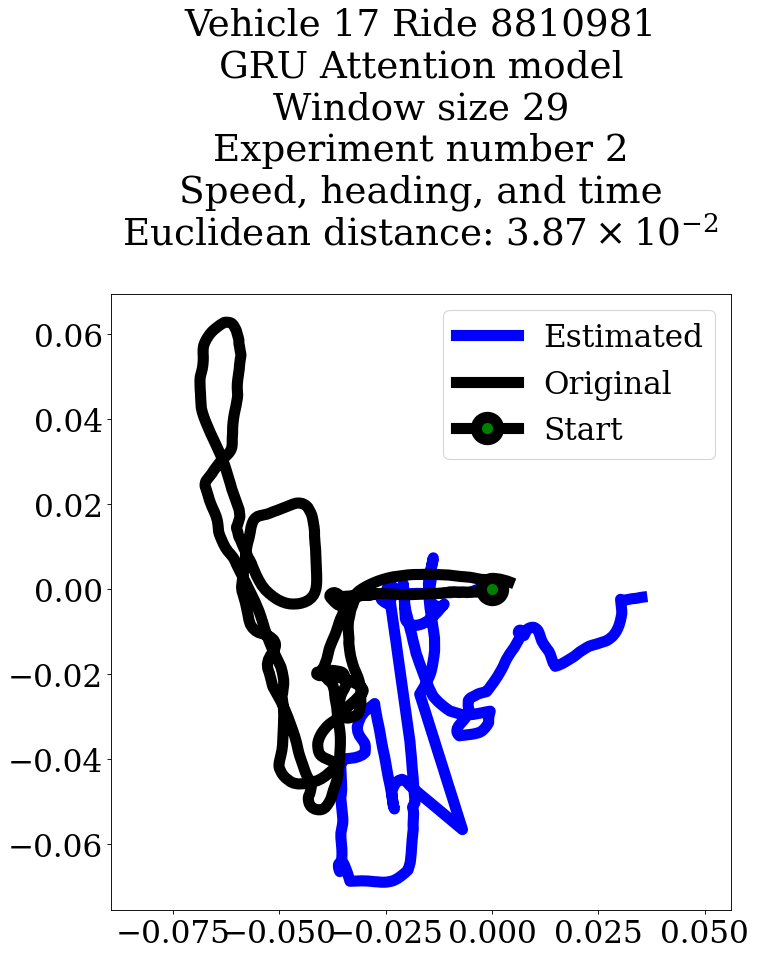 Vehicle 17 Ride 8810981
GRU Attention model
Window size 29
Experiment number 2
Speed, heading, and time
Euclidean distance: 3.87 × 10⁻²
Estimated
Original
Start
0.06
0.04
0.02
0.00
−0.02
−0.04
−0.06
−0.075 −0.050 −0.025 0.000 0.025 0.050